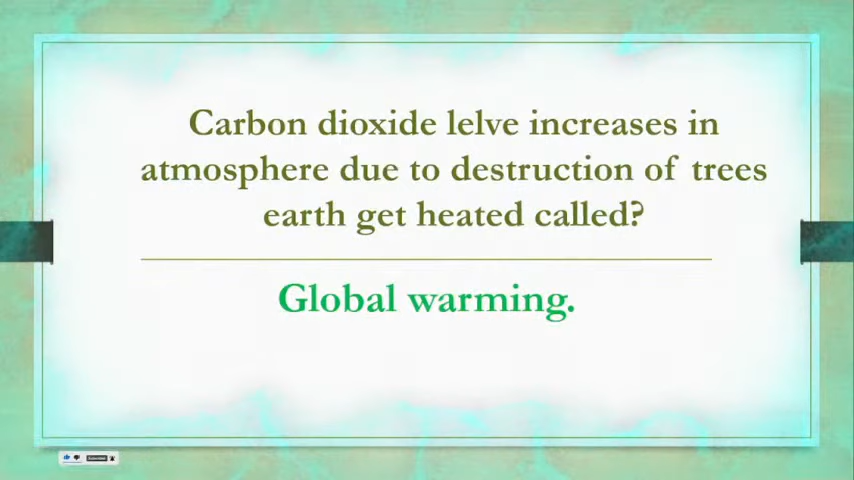 Carbon dioxide lelve increases in
atmosphere due to destruction of trees
earth get heated called?
Global warming.